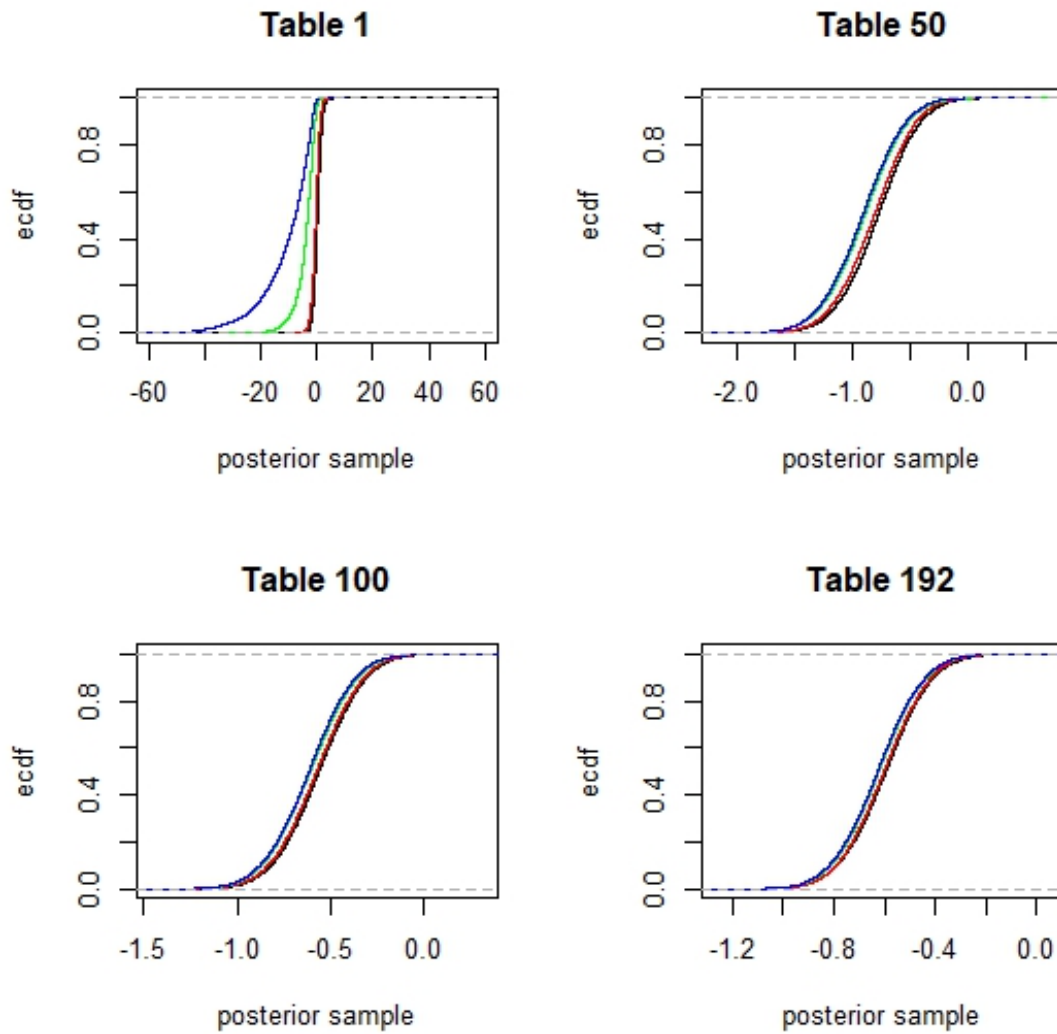 Table 1
ecdf
0.0 0.4 0.8
-60 -20 0 20 40 60
posterior sample
Table 50
ecdf
0.0 0.4 0.8
-2.0 -1.0 0.0
posterior sample
Table 100
ecdf
0.0 0.4 0.8
-1.5 -1.0 -0.5 0.0
posterior sample
Table 192
ecdf
0.0 0.4 0.8
-1.2 -0.8 -0.4 0.0
posterior sample